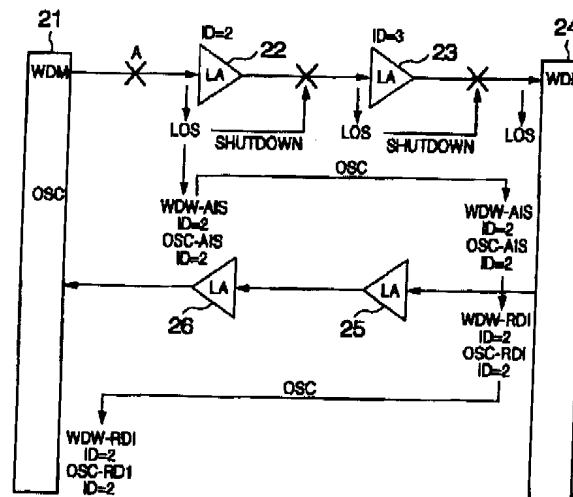 21
24
ID=2
22
ID=3
23
WDM
A
LA
LA
WD
LOS
LOS
LOS
SHUTDOWN
SHUTDOWN
OSC
OSC
WDW-AIS
ID=2
OSC-AIS
ID=2
WDW-AIS
ID=2
OSC-AIS
ID=2
LA
LA
26
25
WDW-RDI
ID=2
OSC-RDI
ID=2
OSC
WDW-RDI
ID=2
OSC-RD1
ID=2